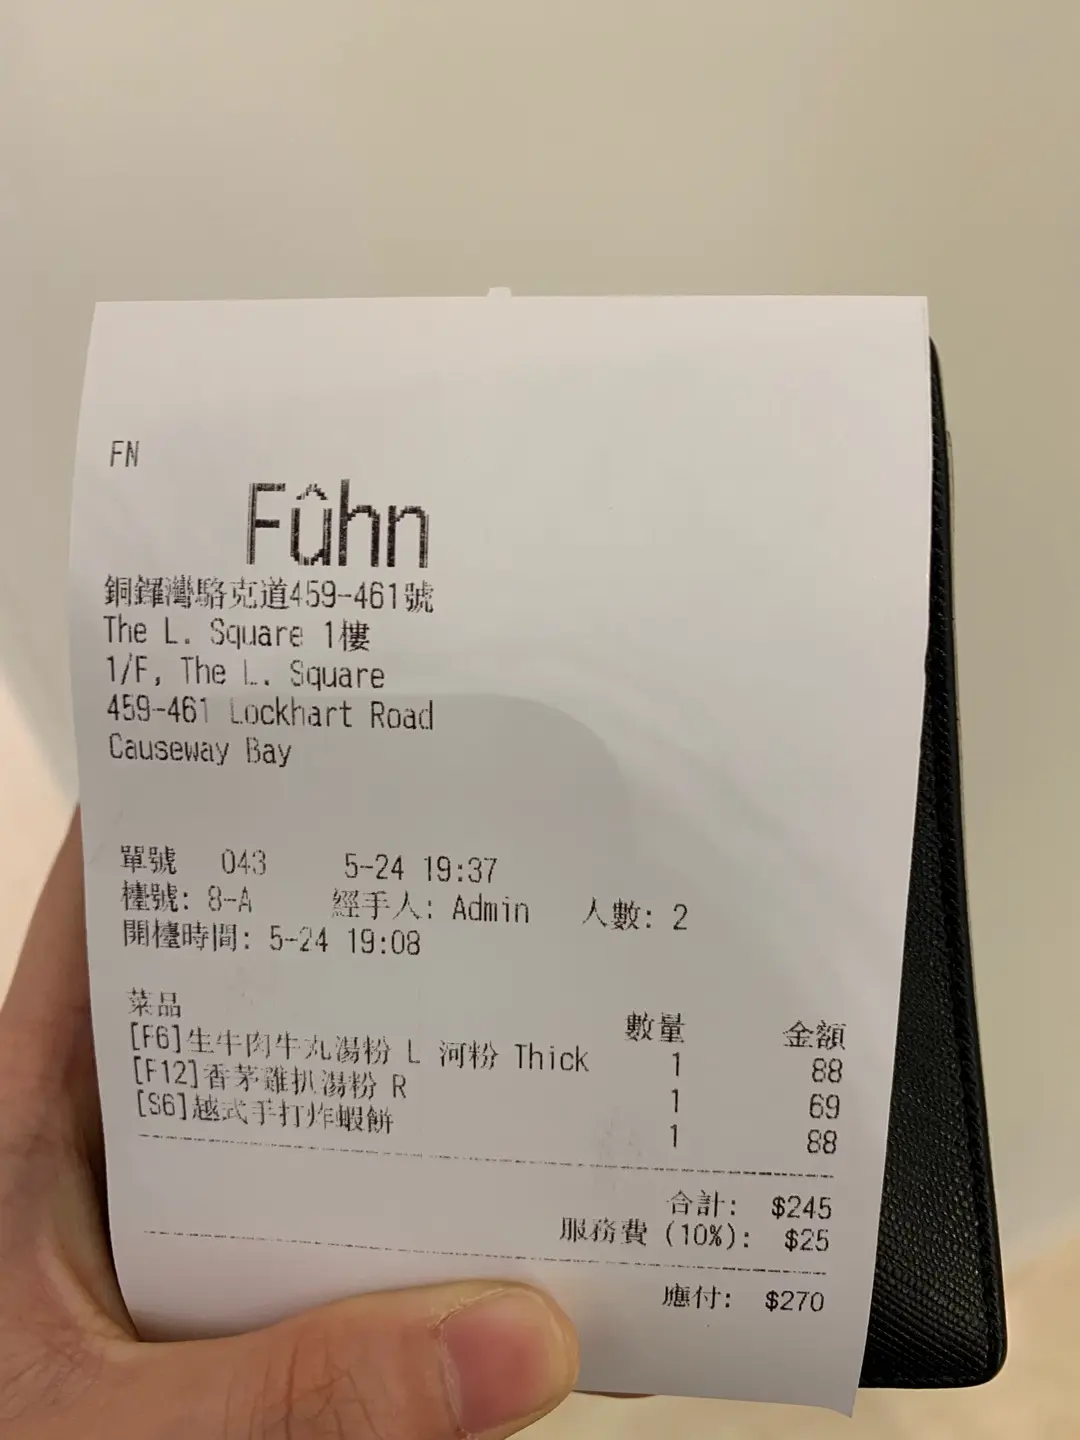 FN
Fûhn
銅鑼灣駱克道459-461號
The L. Square 1樓
1/F, The L. Square
459-461 Lockhart Road
Causeway Bay
單號 043 5-24 19:37
檯號: 8-A 經手人: Admin 人數: 2
開檯時間: 5-24 19:08
菜品 數量 金額
[F6]生牛肉牛丸湯粉 L 河粉 Thick 1 88
[F12]香茅雞扒湯粉 R 1 69
[S6]越式手打炸蝦餅 1 88
合計: $245
服務費 (10%): $25
應付: $270